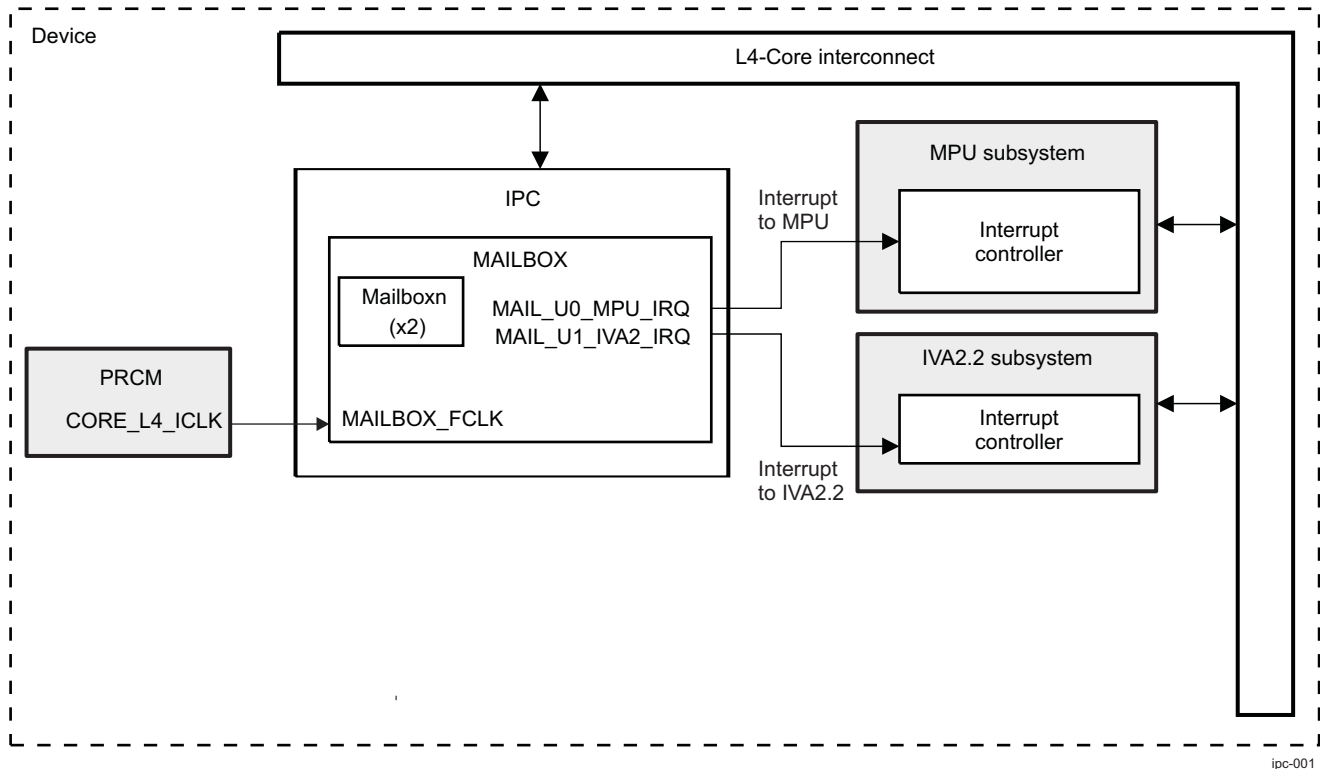 Device
L4-Core interconnect
MPU subsystem
IPC
Interrupt
to MPU
Interrupt
controller
MAILBOX
Mailboxn
(x2)
MAIL_U0_MPU_IRQ
MAIL_U1_IVA2_IRQ
IVA2.2 subsystem
PRCM
CORE_L4_ICLK
MAILBOX_FCLK
Interrupt
controller
Interrupt
to IVA2.2
ipc-001